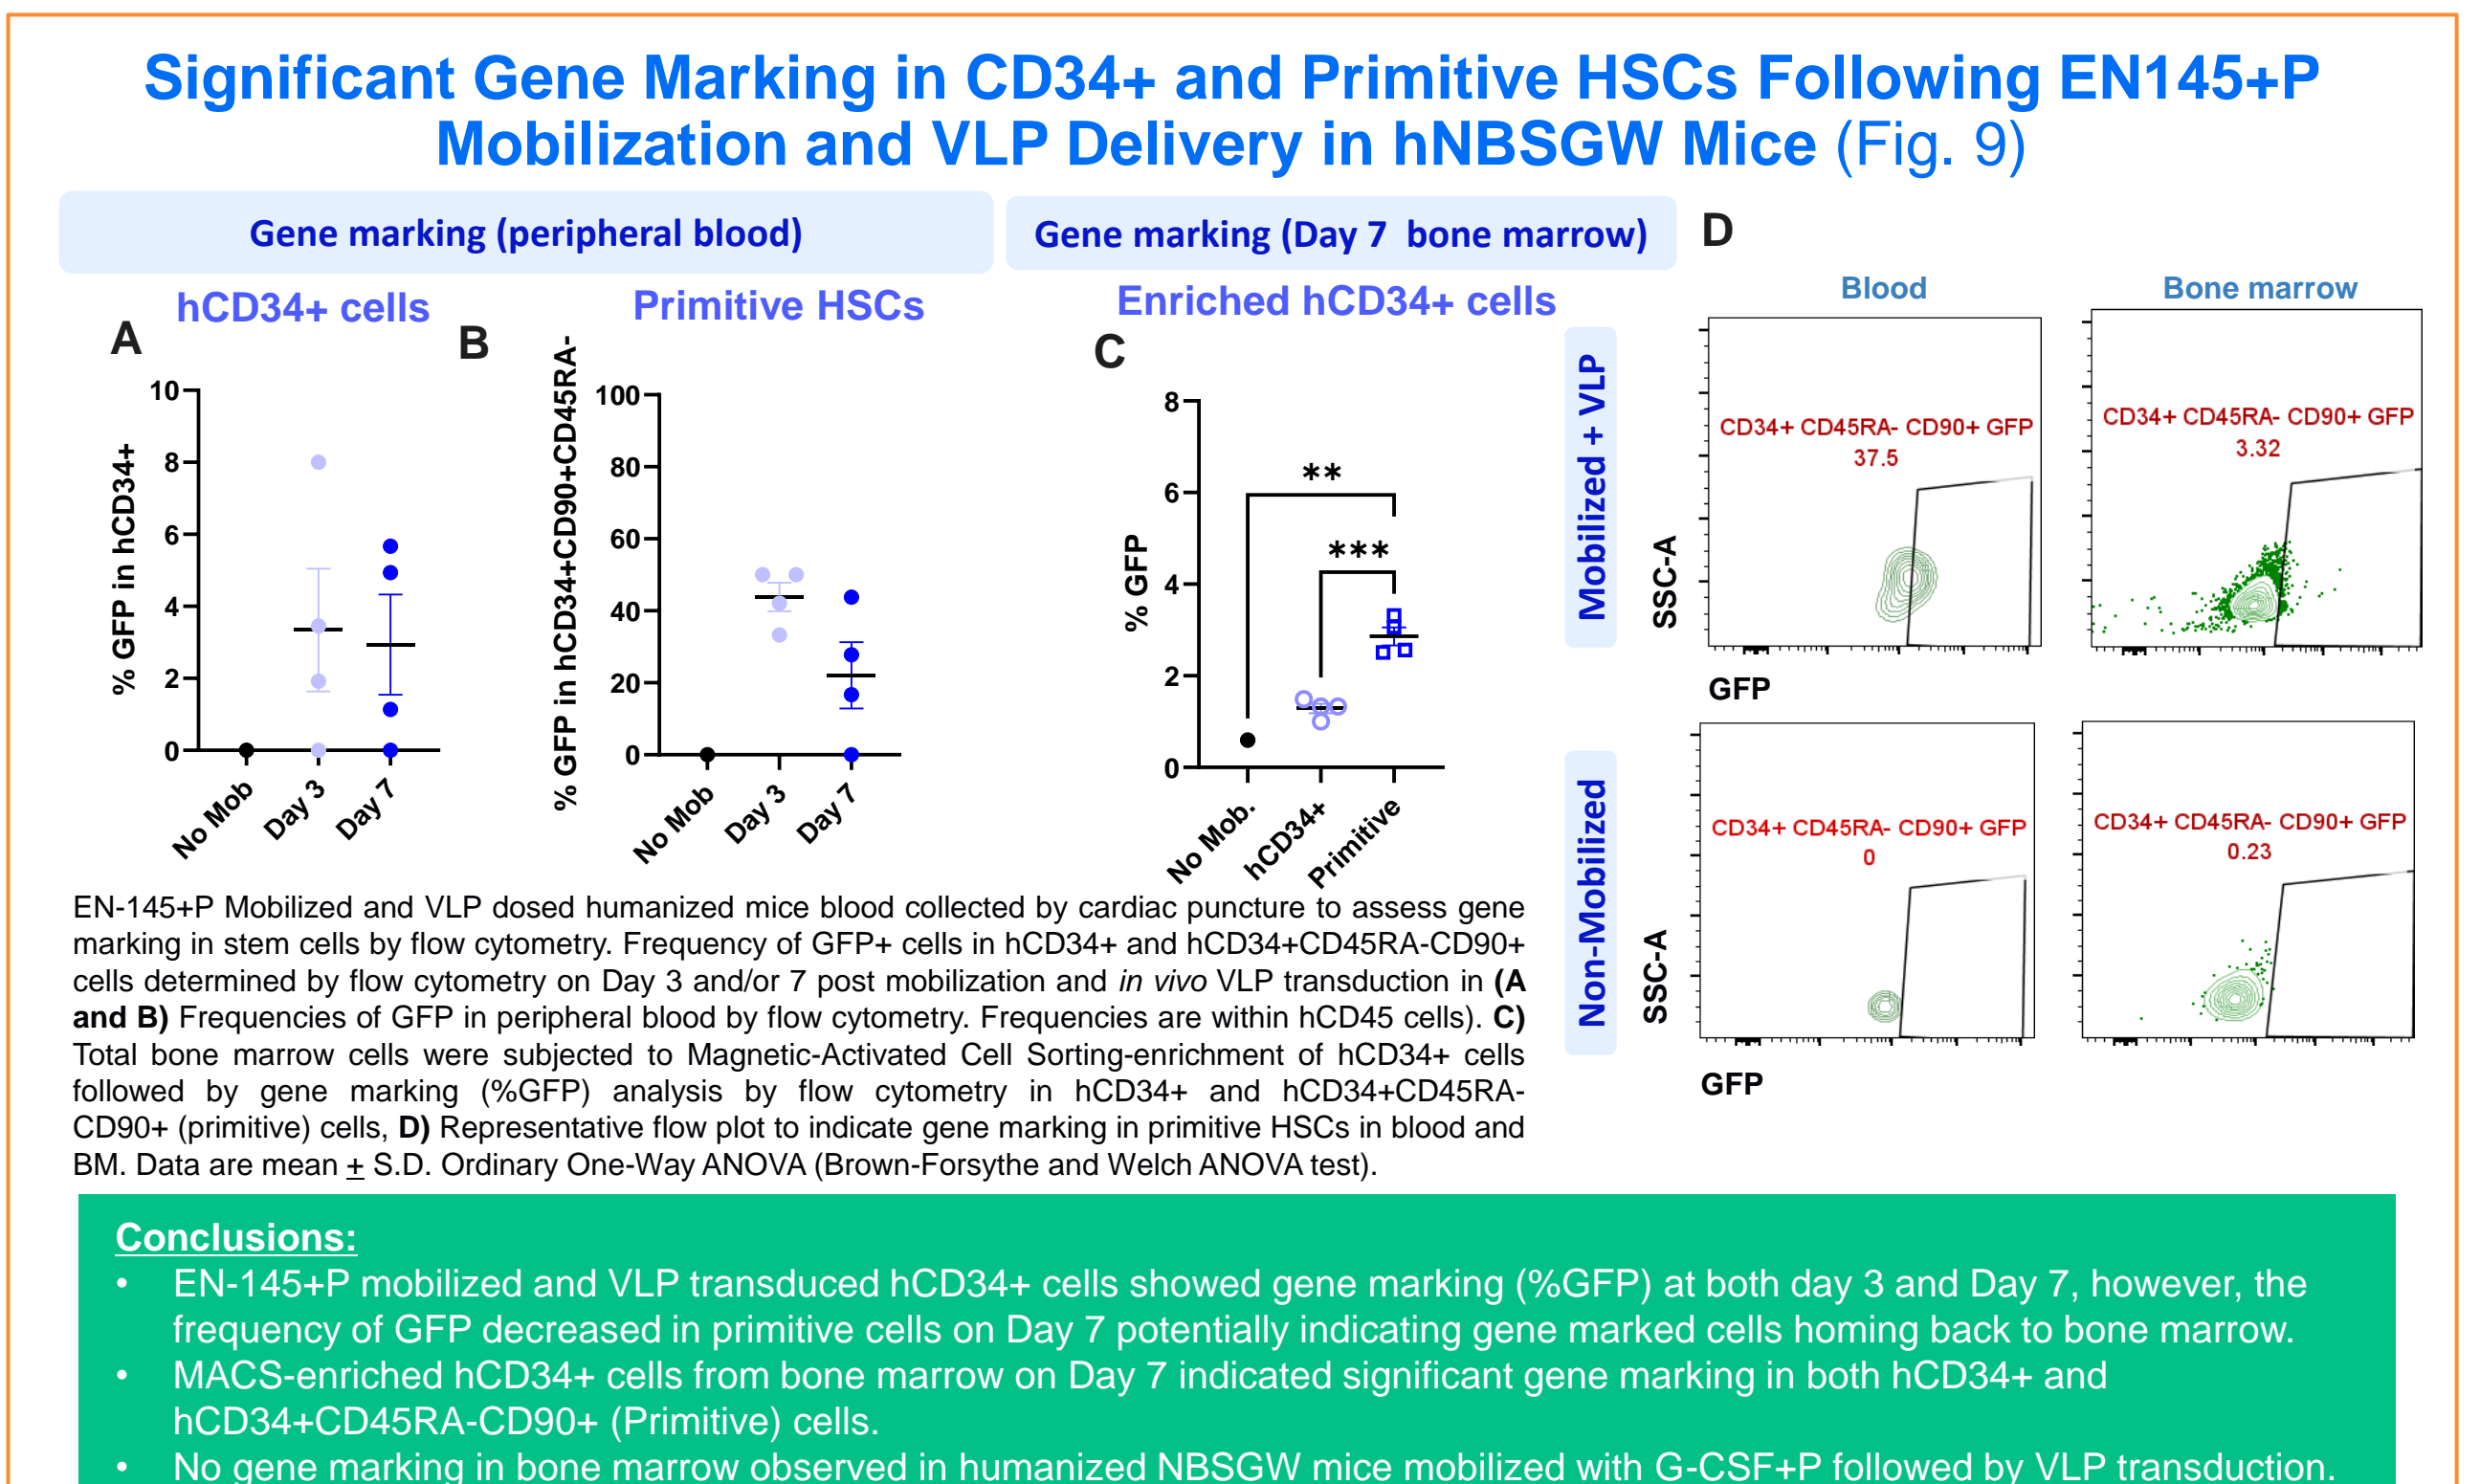 Significant Gene Marking in CD34+ and Primitive HSCs Following EN145+P
Mobilization and VLP Delivery in hNBSGW Mice (Fig. 9)
Gene marking (peripheral blood)
hCD34+ cells
A
% GFP in hCD34+
10
8
6
4
2
0
No Mob
Day 3
Day 7
Primitive HSCs
B
% GFP in hCD34+CD90+CD45RA-
100
80
60
40
20
0
No Mob
Day 3
Day 7
Gene marking (Day 7 bone marrow)
Enriched hCD34+ cells
C
% GFP
8
6
4
2
0
**
***
No Mob.
hCD34+
Primitive
D
Blood
Bone marrow
Mobilized + VLP
SSC-A
CD34+ CD45RA- CD90+ GFP
37.5
CD34+ CD45RA- CD90+ GFP
3.32
GFP
Non-Mobilized
SSC-A
CD34+ CD45RA- CD90+ GFP
0
CD34+ CD45RA- CD90+ GFP
0.23
GFP
EN-145+P Mobilized and VLP dosed humanized mice blood collected by cardiac puncture to assess gene
marking in stem cells by flow cytometry. Frequency of GFP+ cells in hCD34+ and hCD34+CD45RA-CD90+
cells determined by flow cytometry on Day 3 and/or 7 post mobilization and in vivo VLP transduction in (A
and B) Frequencies of GFP in peripheral blood by flow cytometry. Frequencies are within hCD45 cells). C)
Total bone marrow cells were subjected to Magnetic-Activated Cell Sorting-enrichment of hCD34+ cells
followed by gene marking (%GFP) analysis by flow cytometry in hCD34+ and hCD34+CD45RA-
CD90+ (primitive) cells, D) Representative flow plot to indicate gene marking in primitive HSCs in blood and
BM. Data are mean + S.D. Ordinary One-Way ANOVA (Brown-Forsythe and Welch ANOVA test).
Conclusions:
• EN-145+P mobilized and VLP transduced hCD34+ cells showed gene marking (%GFP) at both day 3 and Day 7, however, the
frequency of GFP decreased in primitive cells on Day 7 potentially indicating gene marked cells homing back to bone marrow.
• MACS-enriched hCD34+ cells from bone marrow on Day 7 indicated significant gene marking in both hCD34+ and
hCD34+CD45RA-CD90+ (Primitive) cells.
• No gene marking in bone marrow observed in humanized NBSGW mice mobilized with G-CSF+P followed by VLP transduction.